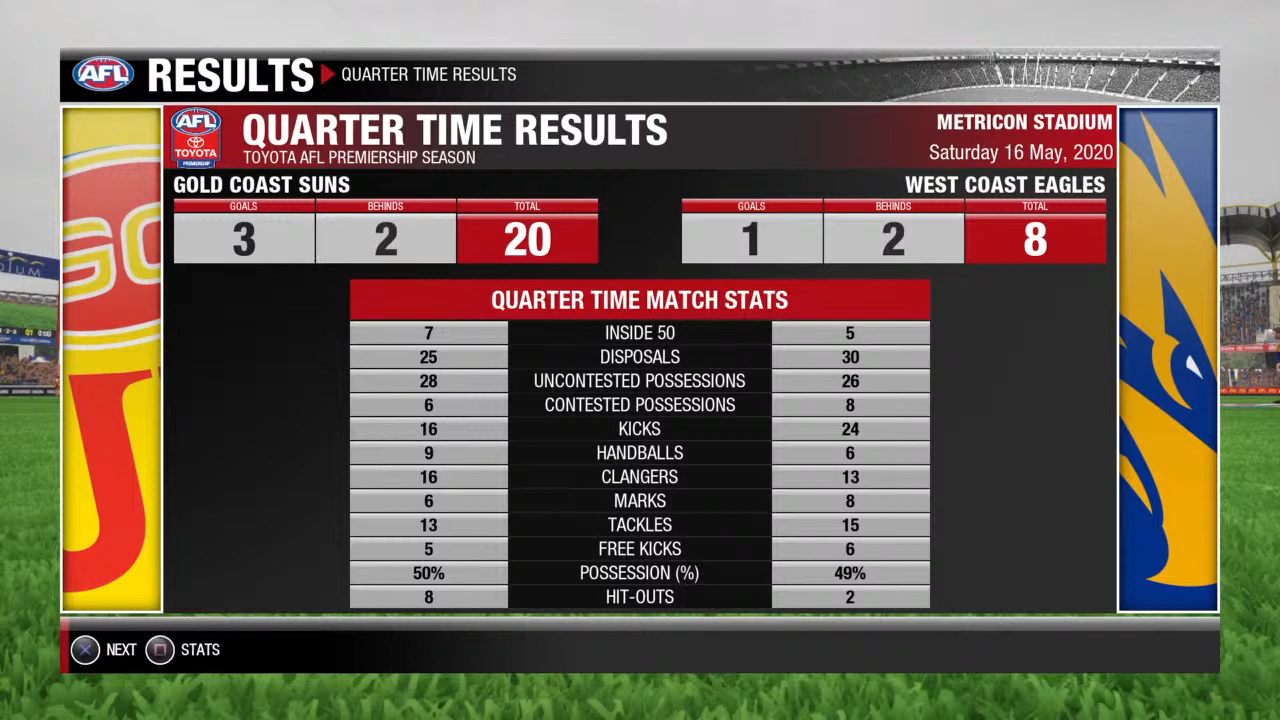 AFL RESULTS QUARTER TIME RESULTS
AFL
TOYOTA
PREMIERSHIP
QUARTER TIME RESULTS
TOYOTA AFL PREMIERSHIP SEASON
METRICON STADIUM
Saturday 16 May, 2020
GOLD COAST SUNS
WEST COAST EAGLES
GOALS BEHINDS TOTAL GOALS BEHINDS TOTAL
3 2 20 1 2 8
QUARTER TIME MATCH STATS
7 INSIDE 50 5
25 DISPOSALS 30
28 UNCONTESTED POSSESSIONS 26
6 CONTESTED POSSESSIONS 8
16 KICKS 24
9 HANDBALLS 6
16 CLANGERS 13
6 MARKS 8
13 TACKLES 15
5 FREE KICKS 6
50% POSSESSION (%) 49%
8 HIT-OUTS 2
GC
Q1 0:00
NEXT STATS